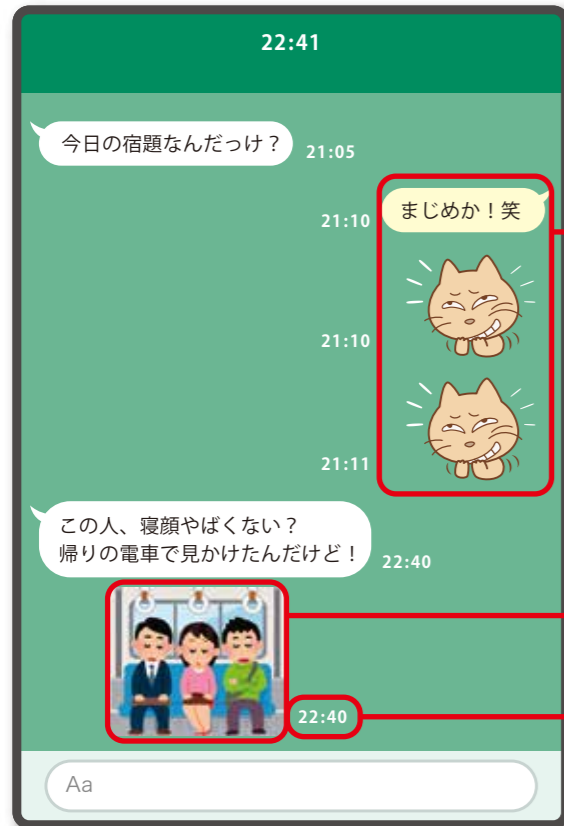 22:41
今日の宿題なんだっけ？
21:05
まじめか！笑
21:10
21:10
21:11
この人、寝顔やばくない？
帰りの電車で見かけたんだけど！
22:40
22:40
Aa